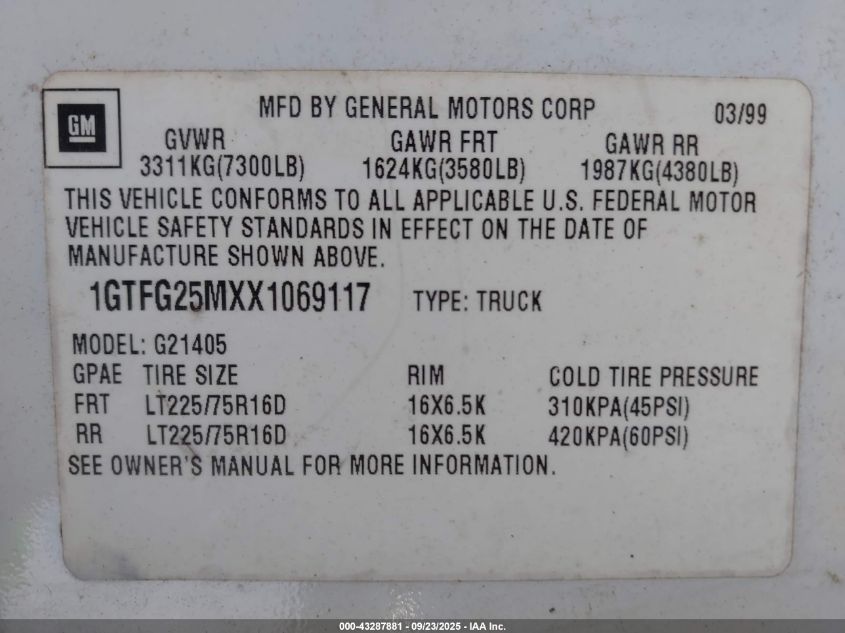 GM
MFD BY GENERAL MOTORS CORP 03/99
GVWR GAWR FRT GAWR RR
3311KG(7300LB) 1624KG(3580LB) 1987KG(4380LB)
THIS VEHICLE CONFORMS TO ALL APPLICABLE U.S. FEDERAL MOTOR
VEHICLE SAFETY STANDARDS IN EFFECT ON THE DATE OF
MANUFACTURE SHOWN ABOVE.
1GTFG25MXX1069117 TYPE: TRUCK
MODEL: G21405
GPAE TIRE SIZE RIM COLD TIRE PRESSURE
FRT LT225/75R16D 16X6.5K 310KPA(45PSI)
RR LT225/75R16D 16X6.5K 420KPA(60PSI)
SEE OWNER'S MANUAL FOR MORE INFORMATION.
000-43287881 - 09/23/2025 - IAA Inc.